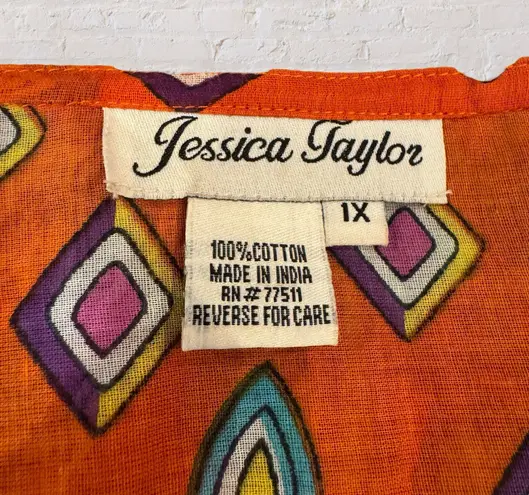 Jessica Taylor
1X
100%COTTON
MADE IN INDIA
RN # 77511
REVERSE FOR CARE